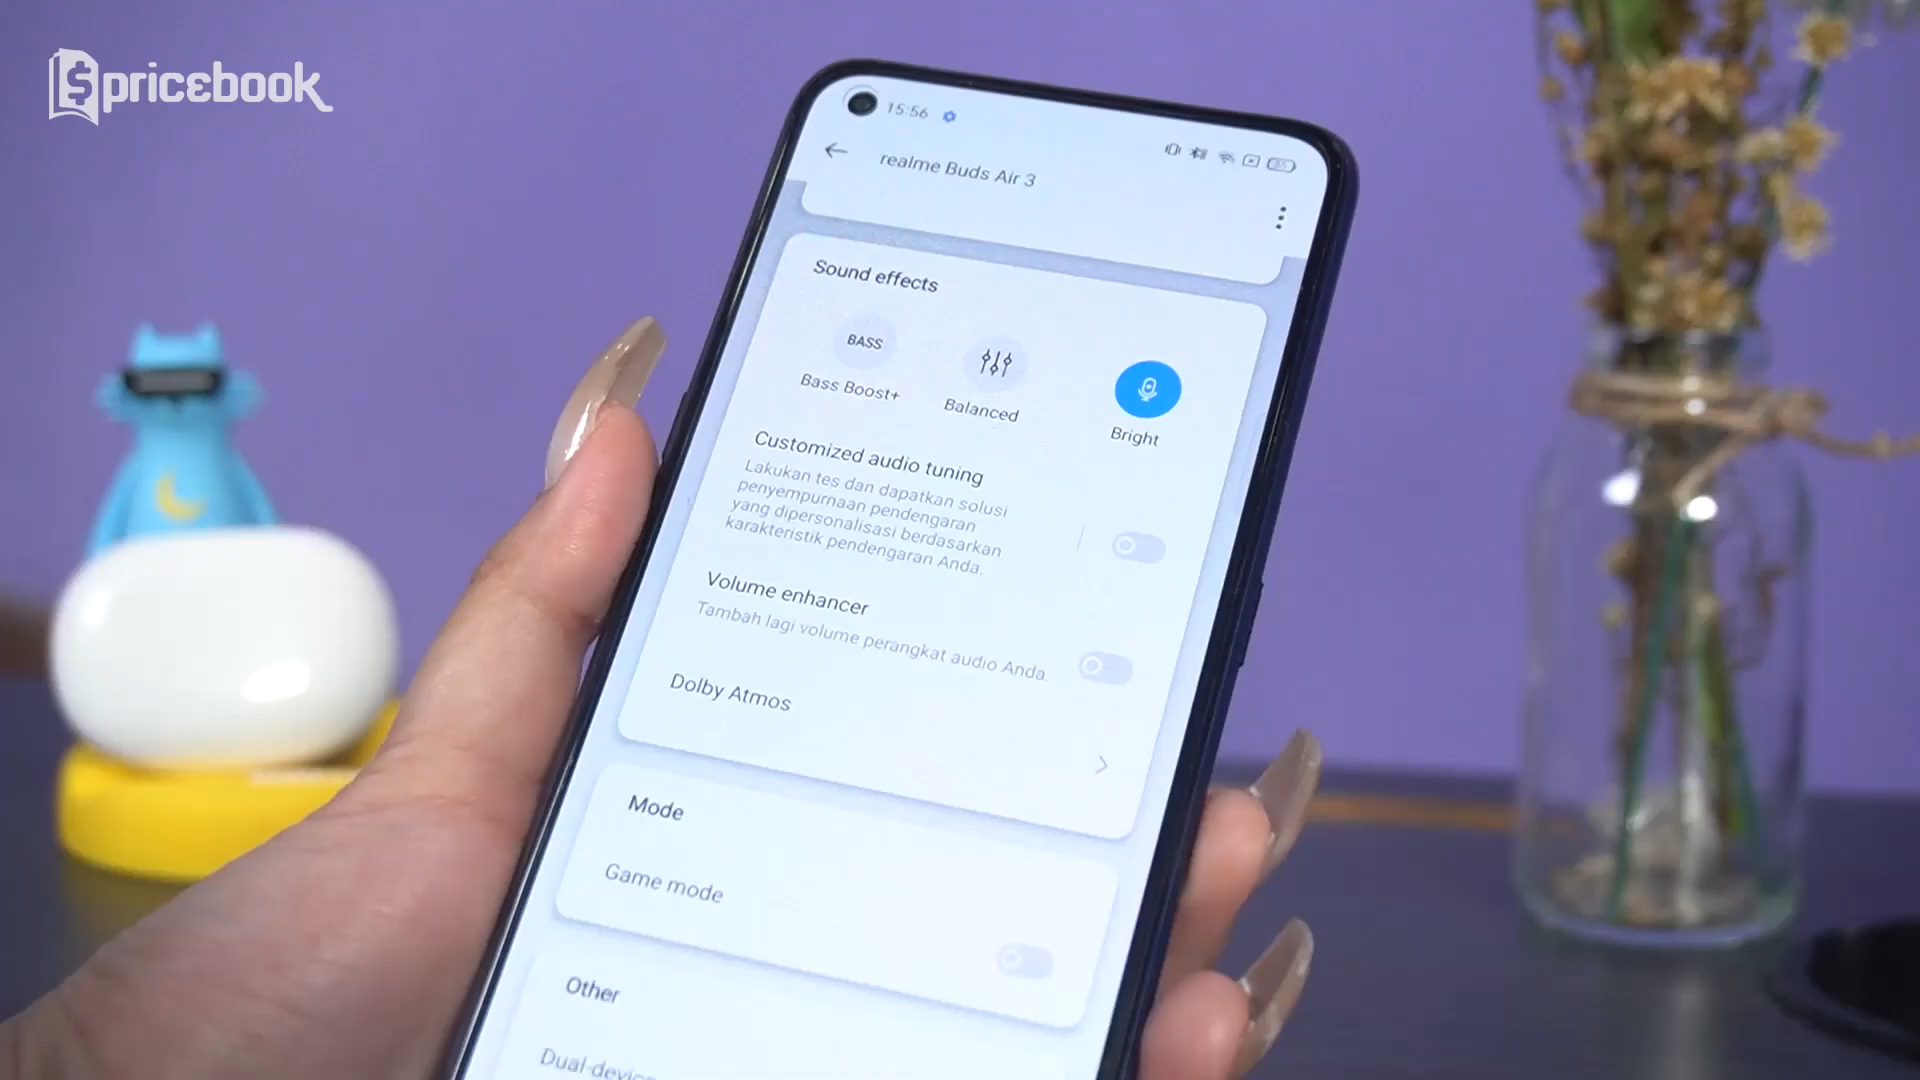 pricebook
15:56
realme Buds Air 3
Sound effects
BASS
Bass Boost+
Balanced
Bright
Customized audio tuning
Lakukan tes dan dapatkan solusi
penyempurnaan pendengaran
yang dipersonalisasi berdasarkan
karakteristik pendengaran Anda.
Volume enhancer
Tambah lagi volume perangkat audio Anda.
Dolby Atmos
Mode
Game mode
Other